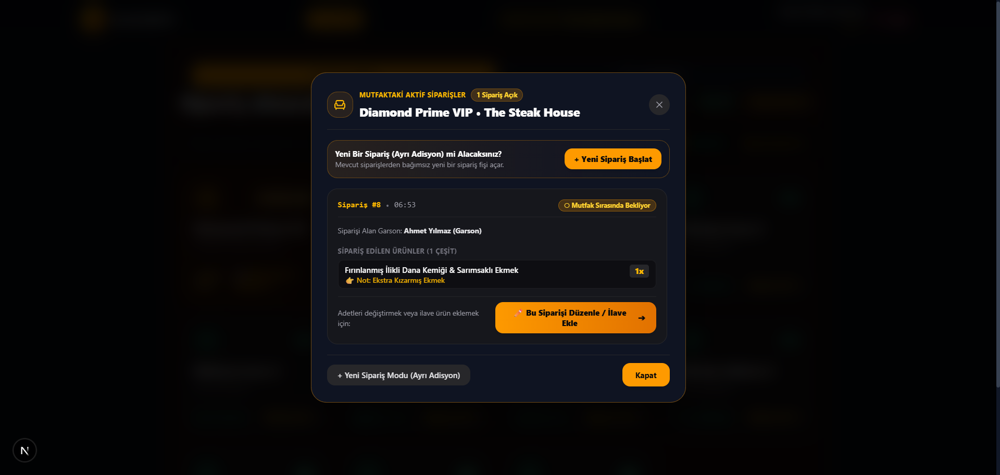 MUTFAKTAKİ AKTİF SİPARİŞLER
1 Sipariş Açık
Diamond Prime VIP • The Steak House
Yeni Bir Sipariş (Ayrı Adisyon) mi Alacaksınız?
Mevcut siparişlerden bağımsız yeni bir sipariş fişi açar.
+ Yeni Sipariş Başlat
Sipariş #8 • 06:53
Mutfak Sırasında Bekliyor
Siparişi Alan Garson: Ahmet Yılmaz (Garson)
SİPARİŞ EDİLEN ÜRÜNLER (1 ÇEŞİT)
Fırınlanmış İlikli Dana Kemiği & Sarımsaklı Ekmek
1x
👉 Not: Ekstra Kızarmış Ekmek
Adetleri değiştirmek veya ilave ürün eklemek
için:
✏️ Bu Siparişi Düzenle / İlave
Ekle
→
+ Yeni Sipariş Modu (Ayrı Adisyon)
Kapat
N